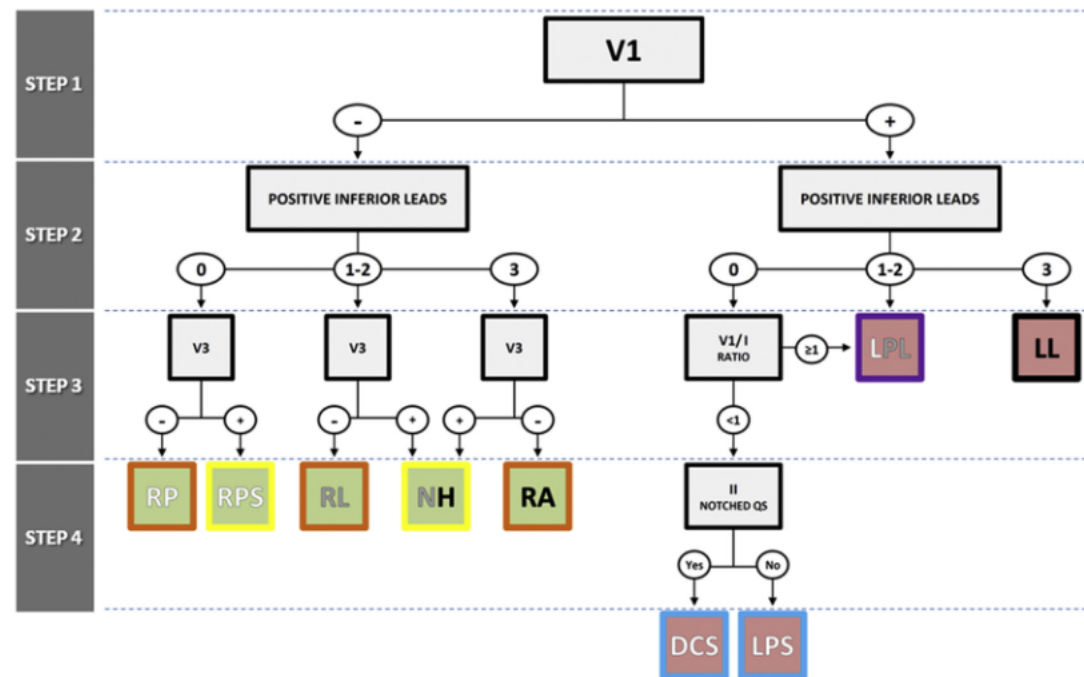 STEP 1
V1
-
+
STEP 2
POSITIVE INFERIOR LEADS
POSITIVE INFERIOR LEADS
0
1-2
3
0
1-2
3
STEP 3
V3
V3
V3
V1/I
RATIO
≥1
LPL
LL
-
+
-
+
+
-
<1
STEP 4
RP
RPS
RL
NH
RA
II
NOTCHED QS
Yes
No
DCS
LPS